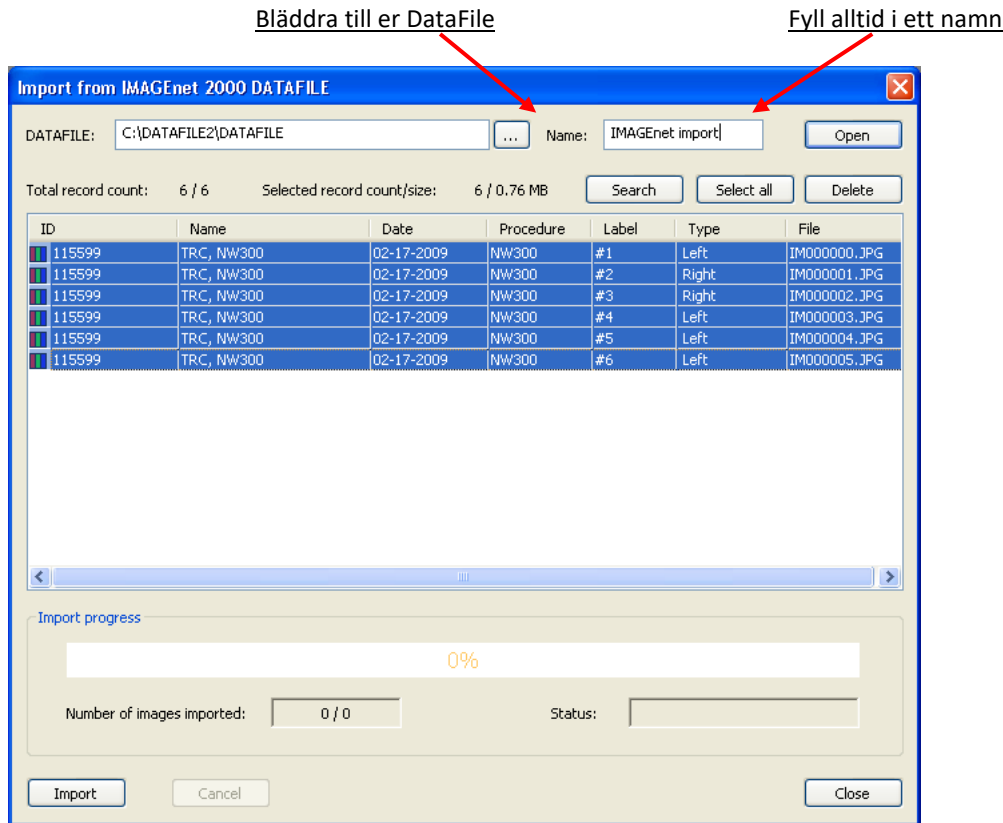 Bläddra till er DataFile Fyll alltid i ett namn
Import from IMAGEnet 2000 DATAFILE
DATAFILE: C:\DATAFILE2\DATAFILE ... Name: IMAGEnet import Open
Total record count: 6 / 6 Selected record count/size: 6 / 0.76 MB Search Select all Delete
ID Name Date Procedure Label Type File
115599 TRC, NW300 02-17-2009 NW300 #1 Left IM000000.JPG
115599 TRC, NW300 02-17-2009 NW300 #2 Right IM000001.JPG
115599 TRC, NW300 02-17-2009 NW300 #3 Right IM000002.JPG
115599 TRC, NW300 02-17-2009 NW300 #4 Left IM000003.JPG
115599 TRC, NW300 02-17-2009 NW300 #5 Left IM000004.JPG
115599 TRC, NW300 02-17-2009 NW300 #6 Left IM000005.JPG
Import progress
0%
Number of images imported: 0 / 0 Status:
Import Cancel Close